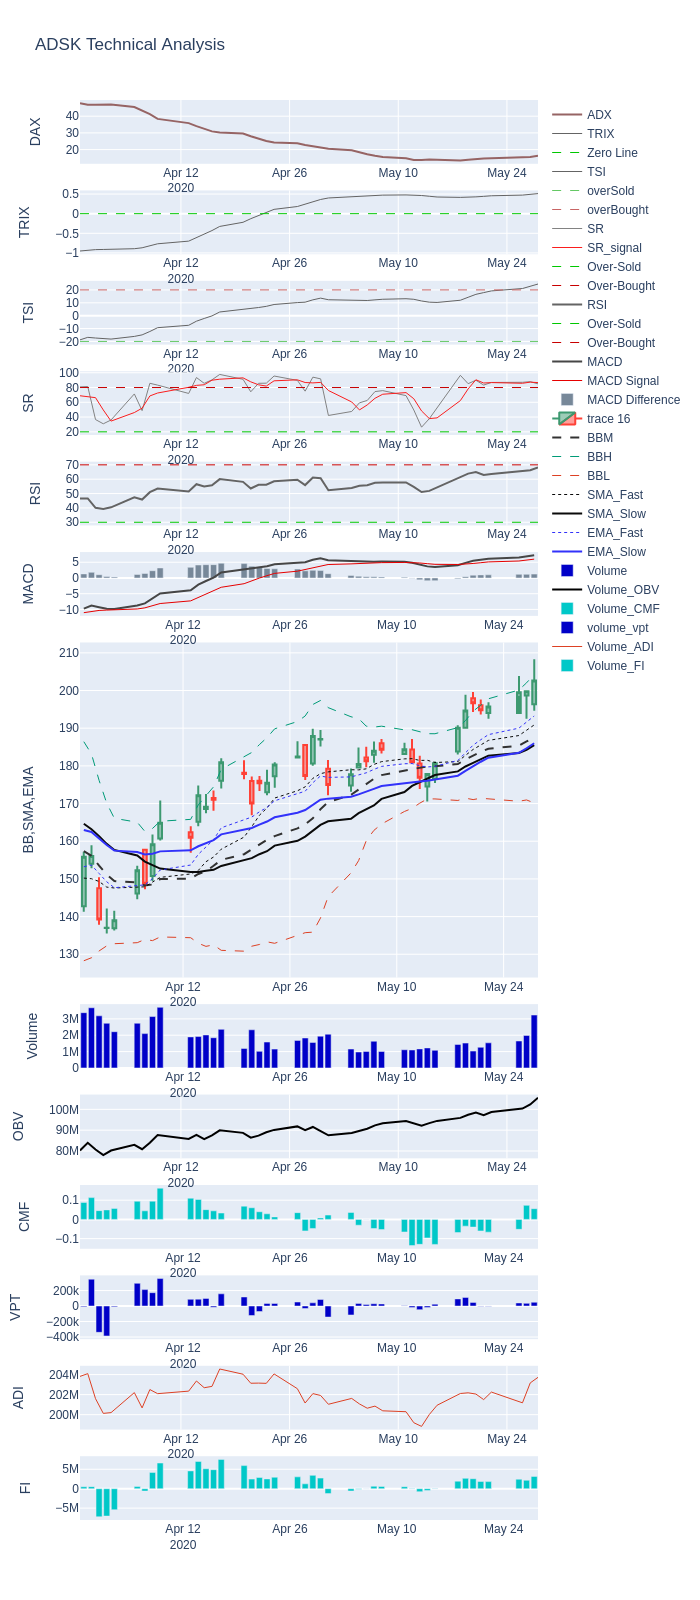 ADSK Technical Analysis
DAX
40
30
20
Apr 12
2020
Apr 26
May 10
May 24
TRIX
0.5
0
−0.5
−1
Apr 12
2020
Apr 26
May 10
May 24
TSI
20
10
0
−10
−20
Apr 12
2020
Apr 26
May 10
May 24
SR
100
80
60
40
20
Apr 12
2020
Apr 26
May 10
May 24
RSI
70
60
50
40
30
Apr 12
2020
Apr 26
May 10
May 24
MACD
5
0
−5
−10
Apr 12
2020
Apr 26
May 10
May 24
BB,SMA,EMA
210
200
190
180
170
160
150
140
130
Apr 12
2020
Apr 26
May 10
May 24
Volume
3M
2M
1M
0
Apr 12
2020
Apr 26
May 10
May 24
OBV
100M
90M
80M
Apr 12
2020
Apr 26
May 10
May 24
CMF
0.1
0
−0.1
Apr 12
2020
Apr 26
May 10
May 24
VPT
200k
0
−200k
−400k
Apr 12
2020
Apr 26
May 10
May 24
ADI
204M
202M
200M
Apr 12
2020
Apr 26
May 10
May 24
FI
5M
0
−5M
Apr 12
2020
Apr 26
May 10
May 24
ADX
TRIX
Zero Line
TSI
overSold
overBought
SR
SR_signal
Over-Sold
Over-Bought
RSI
Over-Sold
Over-Bought
MACD
MACD Signal
MACD Difference
trace 16
BBM
BBH
BBL
SMA_Fast
SMA_Slow
EMA_Fast
EMA_Slow
Volume
Volume_OBV
Volume_CMF
volume_vpt
Volume_ADI
Volume_FI